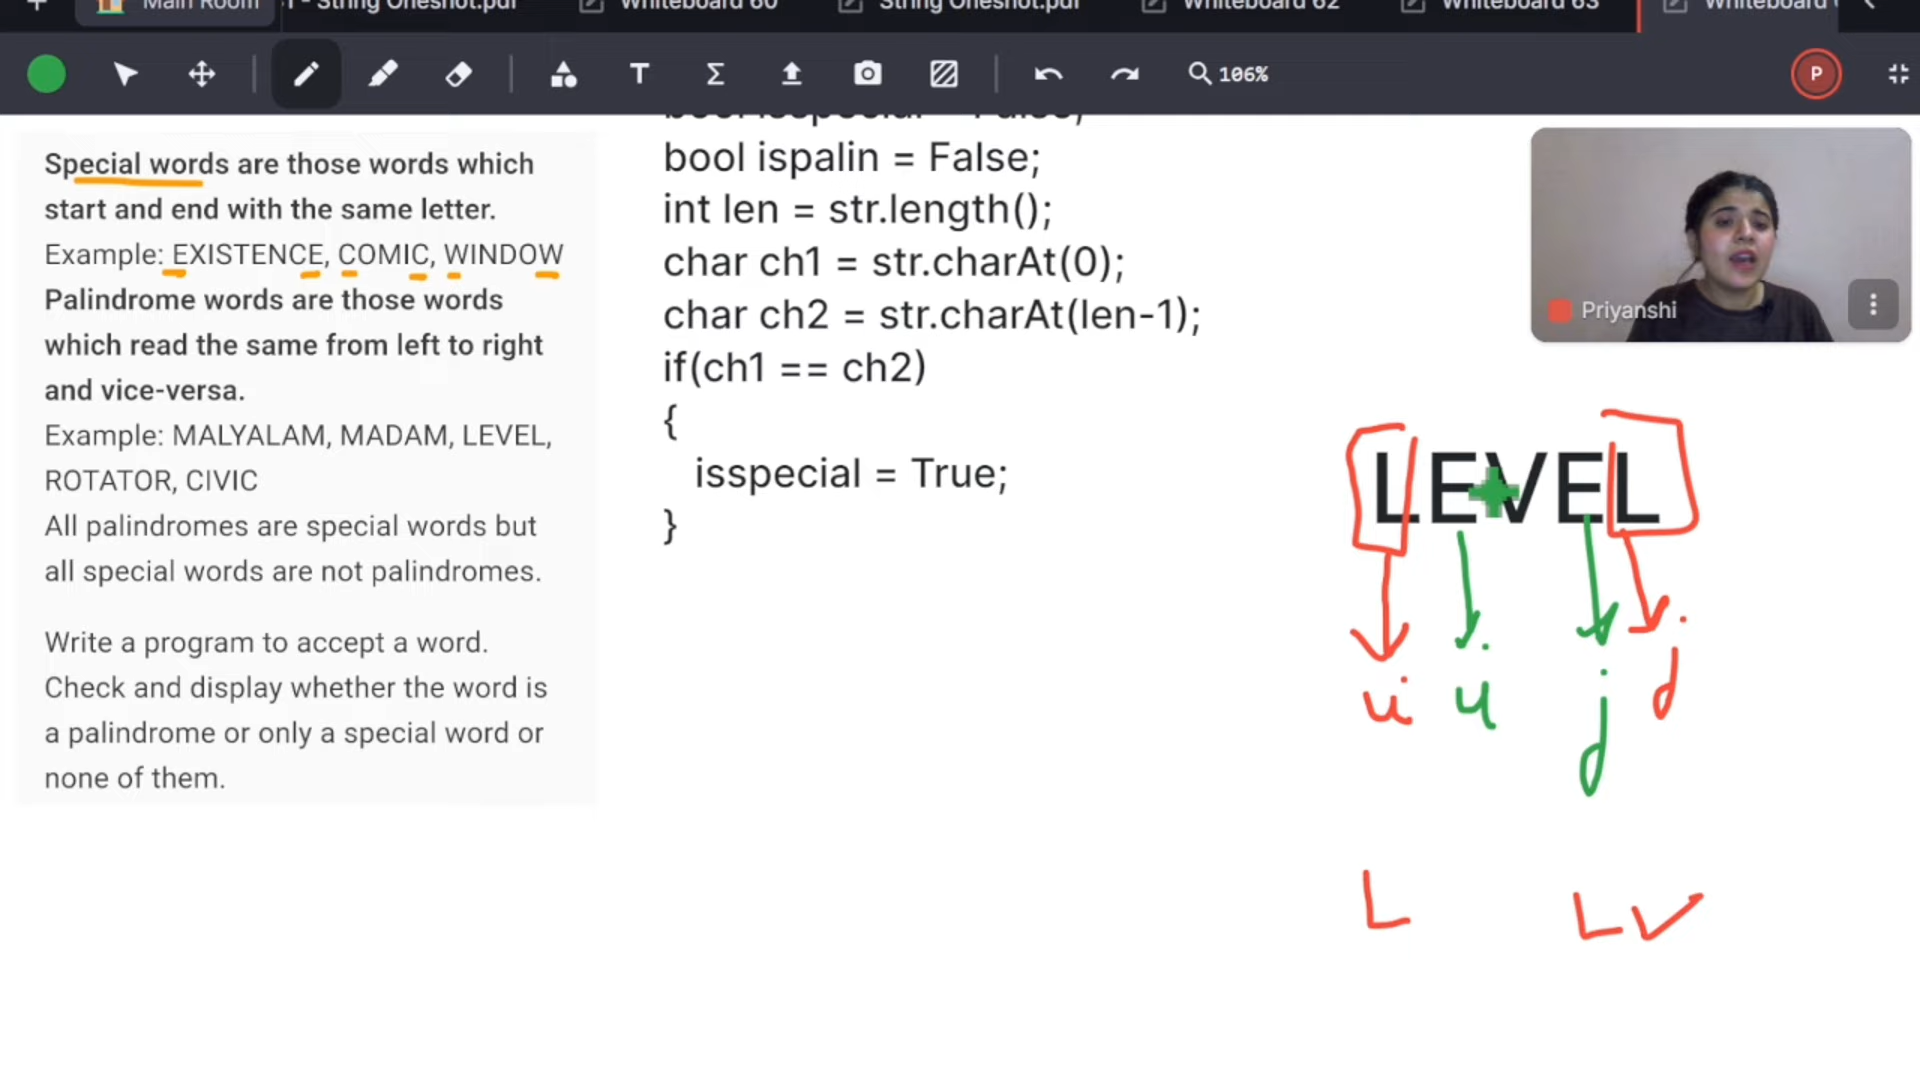 Main Room
1 - String Oneshot.pdf
Whiteboard 60
String Oneshot.pdf
Whiteboard 62
Whiteboard 63
Whiteboard
T
Σ
106%
P
Special words are those words which
start and end with the same letter.
Example: EXISTENCE, COMIC, WINDOW
Palindrome words are those words
which read the same from left to right
and vice-versa.
Example: MALYALAM, MADAM, LEVEL,
ROTATOR, CIVIC
All palindromes are special words but
all special words are not palindromes.
Write a program to accept a word.
Check and display whether the word is
a palindrome or only a special word or
none of them.
bool isspecial = False;
bool ispalin = False;
int len = str.length();
char ch1 = str.charAt(0);
char ch2 = str.charAt(len-1);
if(ch1 == ch2)
{
isspecial = True;
}
Priyanshi
LEVEL
i
i
j
j
L
L